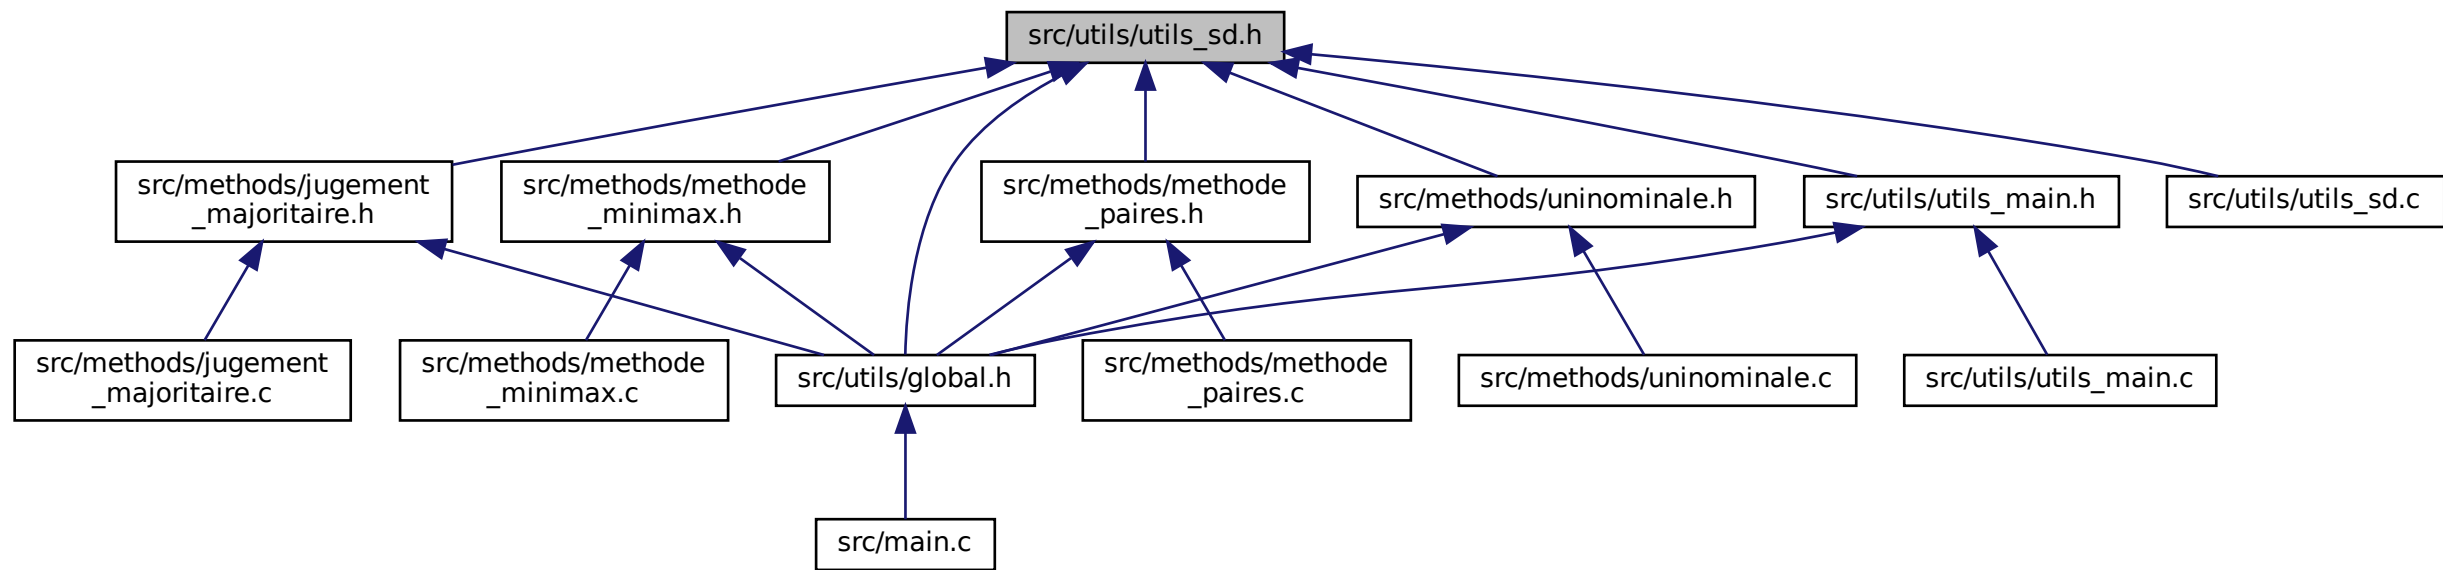 src/utils/utils_sd.h
src/methods/jugement
_majoritaire.h
src/methods/methode
_minimax.h
src/methods/methode
_paires.h
src/methods/uninominale.h
src/utils/utils_main.h
src/utils/utils_sd.c
src/methods/jugement
_majoritaire.c
src/methods/methode
_minimax.c
src/utils/global.h
src/methods/methode
_paires.c
src/methods/uninominale.c
src/utils/utils_main.c
src/main.c